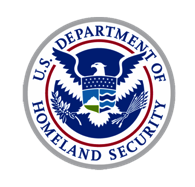 U.S. DEPARTMENT OF
HOMELAND SECURITY